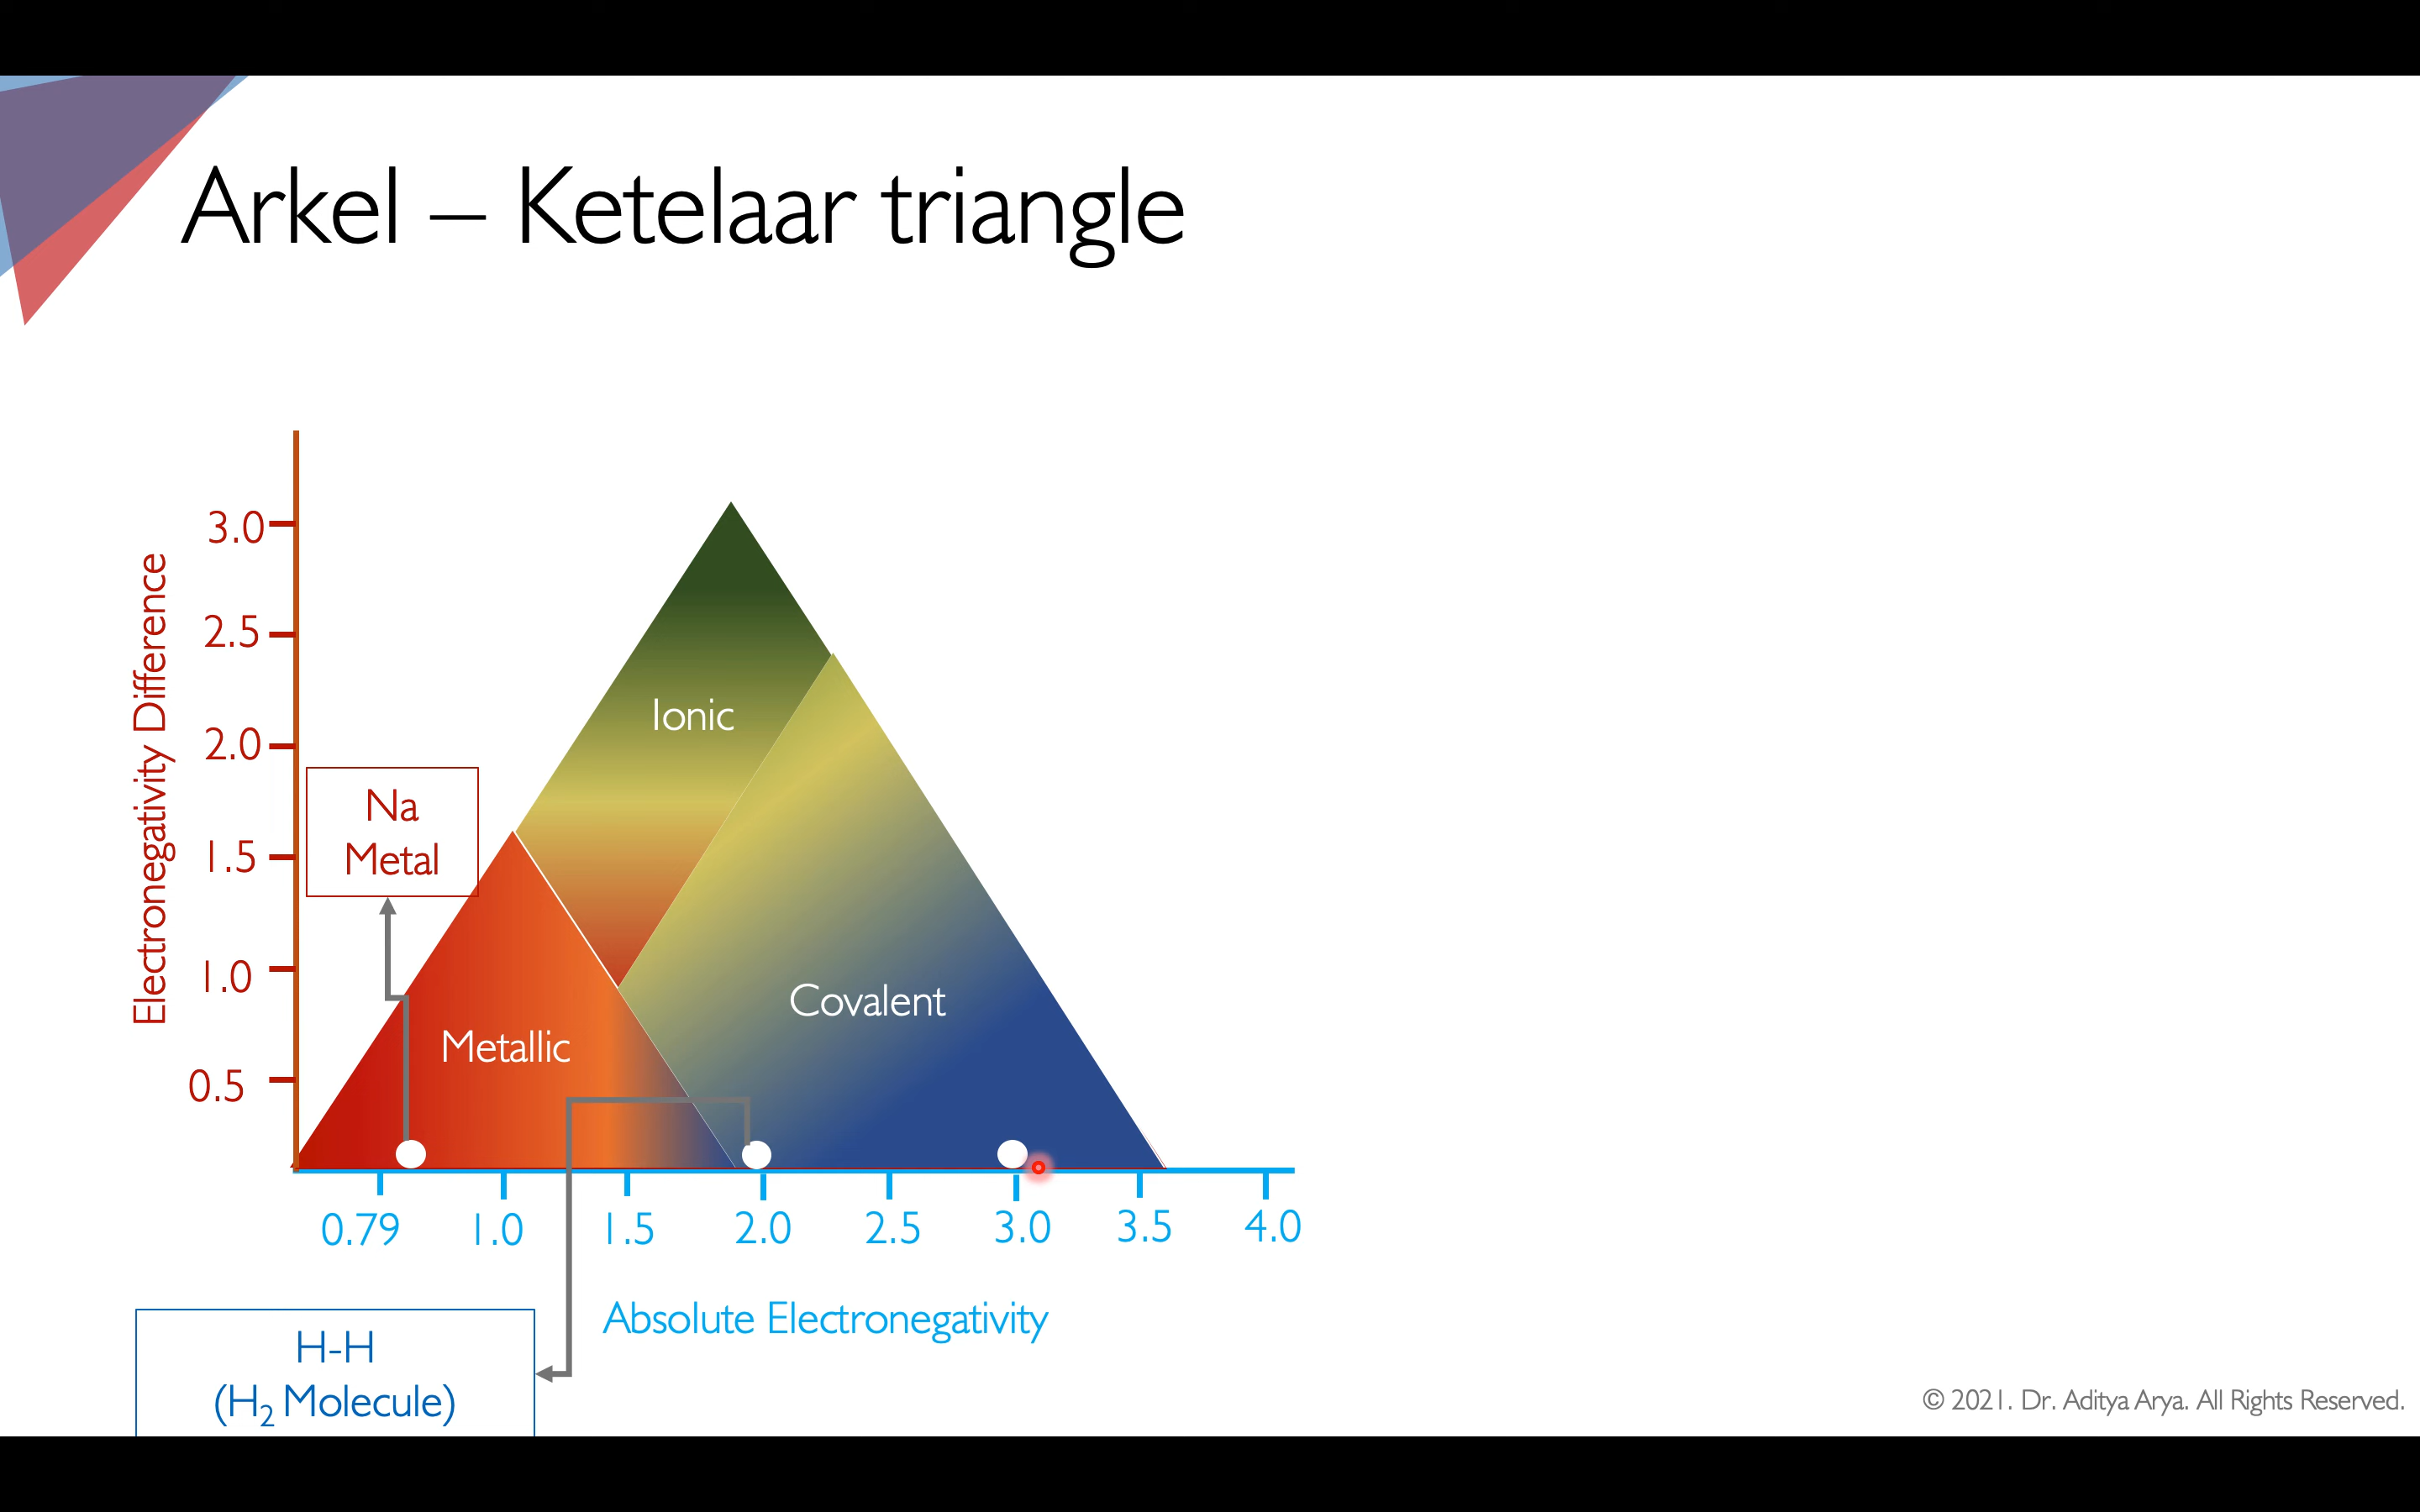 Arkel – Ketelaar triangle
Electronegativity Difference
3.0
2.5
2.0
1.5
1.0
0.5
Na
Metal
Ionic
Covalent
Metallic
0.79 1.0 1.5 2.0 2.5 3.0 3.5 4.0
Absolute Electronegativity
H-H
(H₂ Molecule)
© 2021. Dr. Aditya Arya. All Rights Reserved.